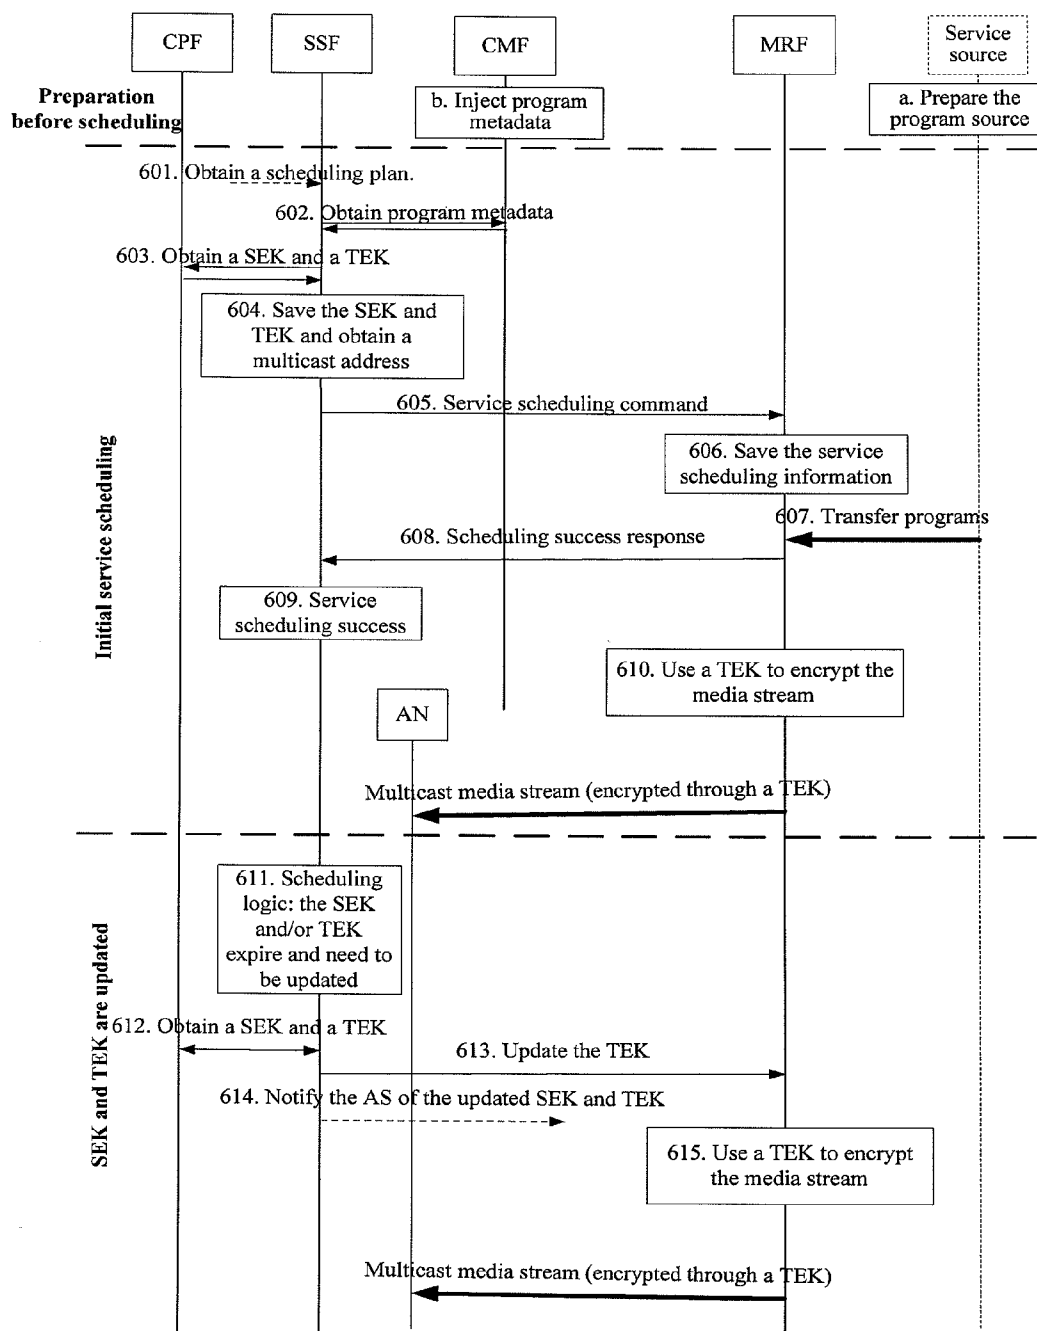 CPF
SSF
CMF
MRF
Service
source
Preparation
before scheduling
b. Inject program
metadata
a. Prepare the
program source
601. Obtain a scheduling plan.
602. Obtain program metadata
603. Obtain a SEK and a TEK
604. Save the SEK and
TEK and obtain a
multicast address
605. Service scheduling command
606. Save the service
scheduling information
607. Transfer programs
608. Scheduling success response
609. Service
scheduling success
Initial service scheduling
610. Use a TEK to encrypt the
media stream
AN
Multicast media stream (encrypted through a TEK)
611. Scheduling
logic: the SEK
and/or TEK
expire and need to
be updated
SEK and TEK are updated
612. Obtain a SEK and a TEK
613. Update the TEK
614. Notify the AS of the updated SEK and TEK
615. Use a TEK to encrypt
the media stream
Multicast media stream (encrypted through a TEK)